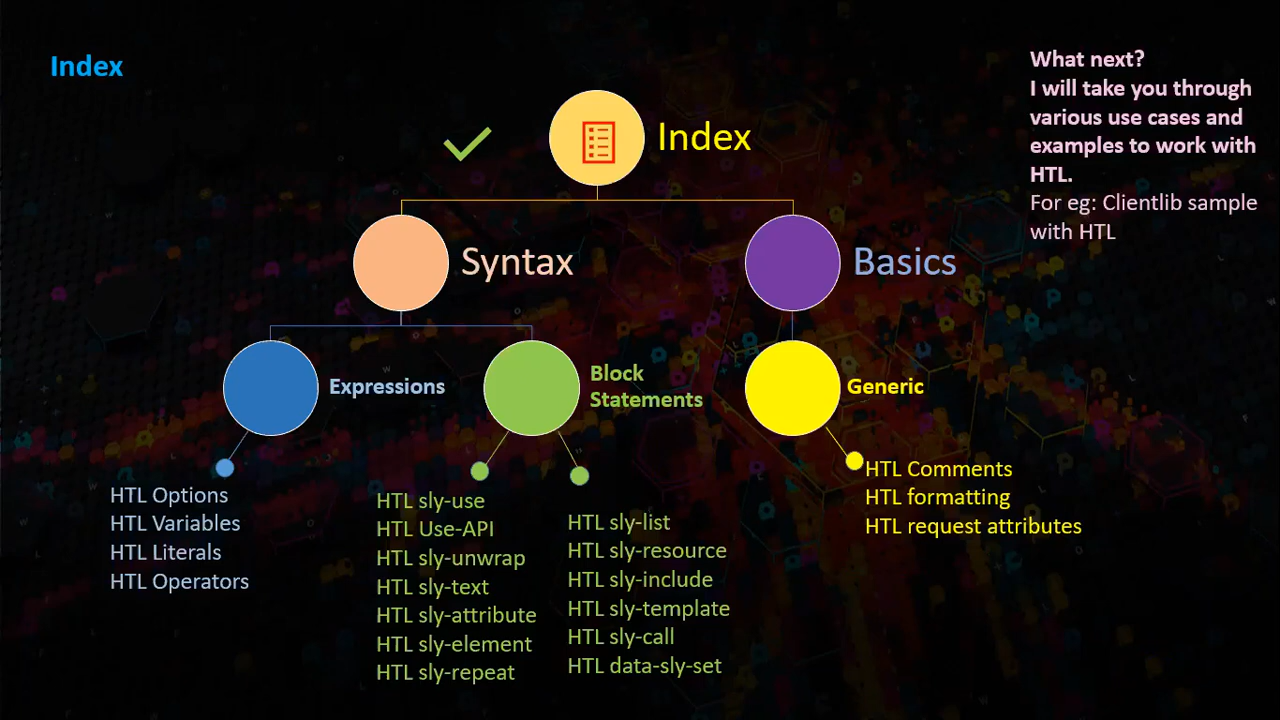 Index
What next?
I will take you through
various use cases and
examples to work with
HTL.
For eg: Clientlib sample
with HTL
Index
Syntax
Basics
Expressions
Block
Statements
Generic
HTL Options
HTL Variables
HTL Literals
HTL Operators
HTL sly-use
HTL Use-API
HTL sly-unwrap
HTL sly-text
HTL sly-attribute
HTL sly-element
HTL sly-repeat
HTL sly-list
HTL sly-resource
HTL sly-include
HTL sly-template
HTL sly-call
HTL data-sly-set
HTL Comments
HTL formatting
HTL request attributes